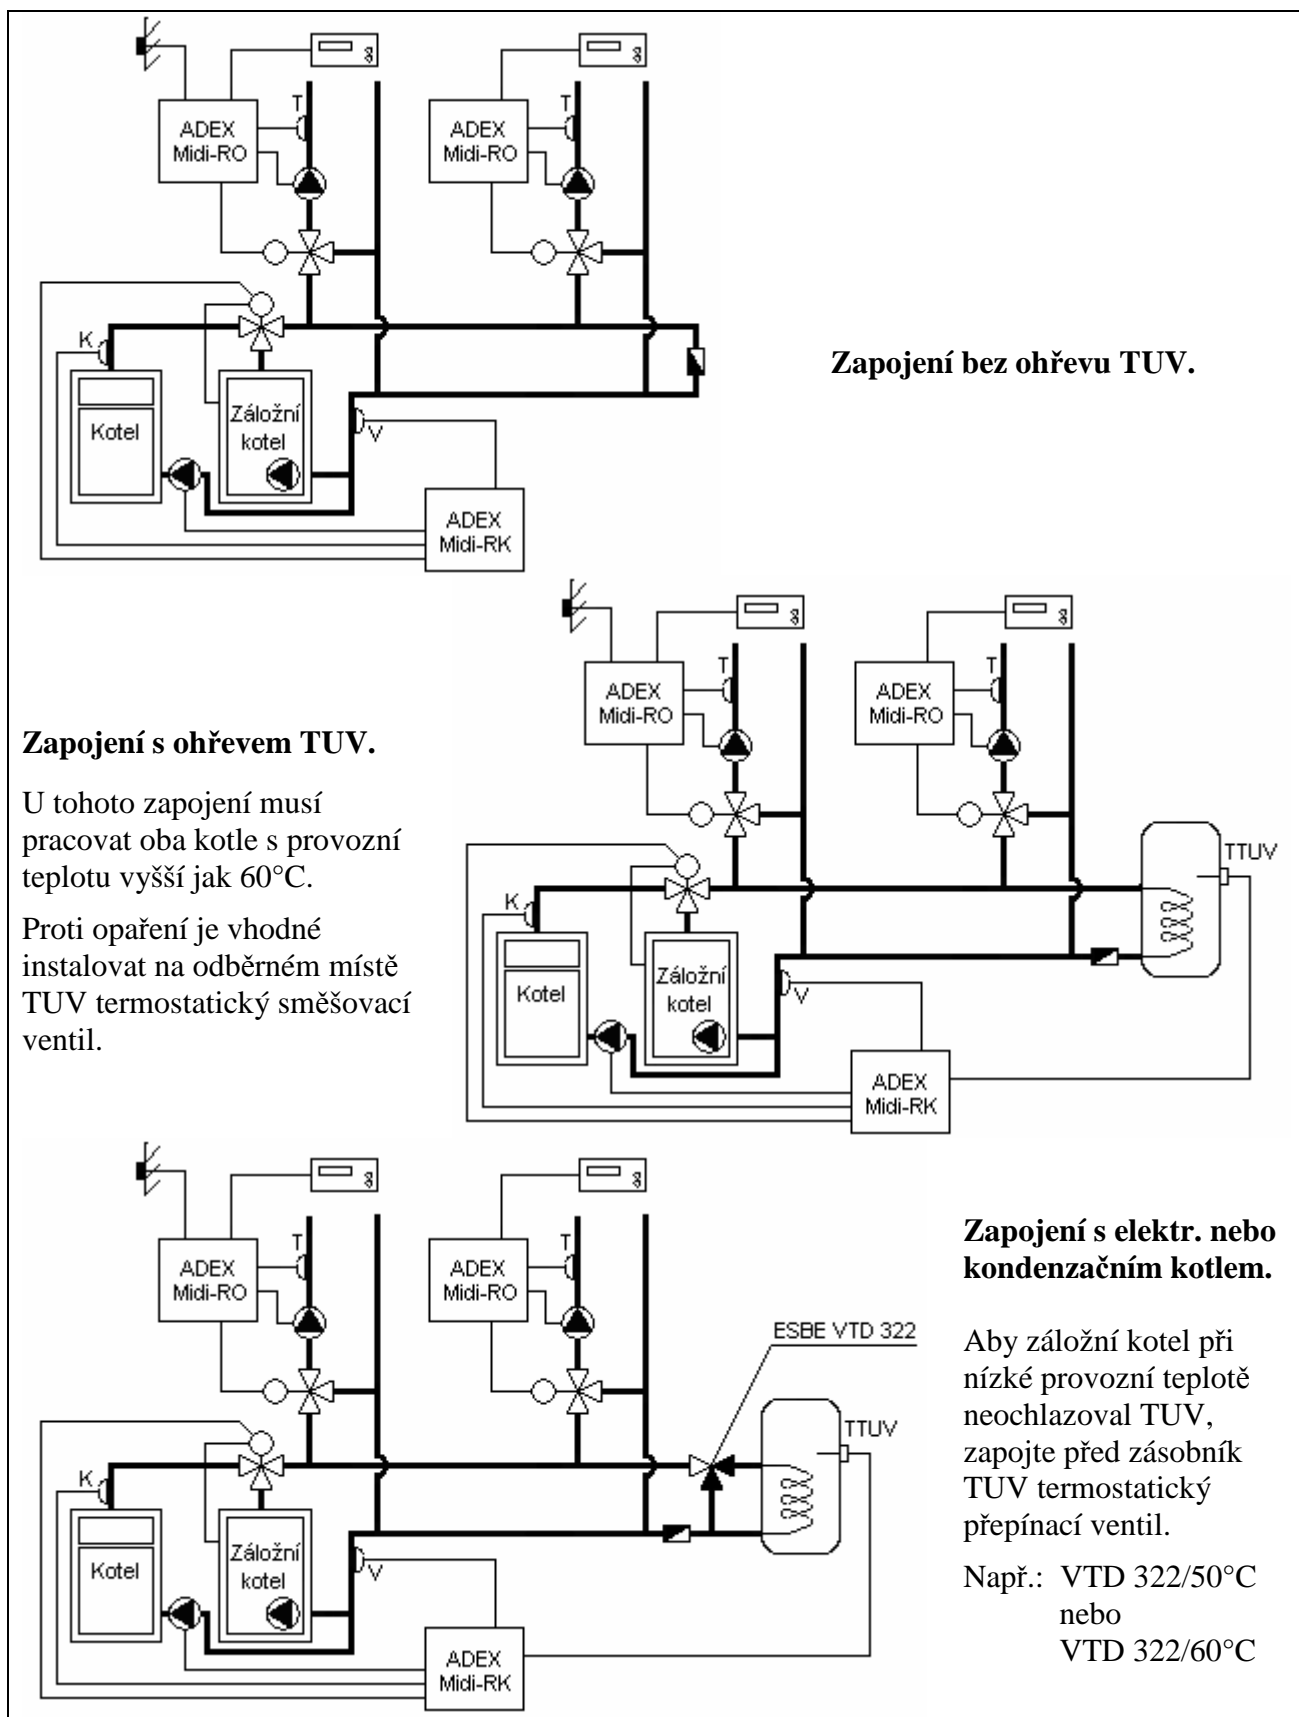 T
T
ADEX
Midi-RO
ADEX
Midi-RO
K
Kotel
Záložní
kotel
V
ADEX
Midi-RK
Zapojení bez ohřevu TUV.
Zapojení s ohřevem TUV.
U tohoto zapojení musí
pracovat oba kotle s provozní
teplotu vyšší jak 60°C.
Proti opaření je vhodné
instalovat na odběrném místě
TUV termostatický směšovací
ventil.
T
T
ADEX
Midi-RO
ADEX
Midi-RO
TTUV
K
Kotel
Záložní
kotel
V
ADEX
Midi-RK
T
T
ADEX
Midi-RO
ADEX
Midi-RO
ESBE VTD 322
TTUV
K
Kotel
Záložní
kotel
V
ADEX
Midi-RK
Zapojení s elektr. nebo
kondenzačním kotlem.
Aby záložní kotel při
nízké provozní teplotě
neochlazoval TUV,
zapojte před zásobník
TUV termostatický
přepínací ventil.
Např.: VTD 322/50°C
nebo
VTD 322/60°C